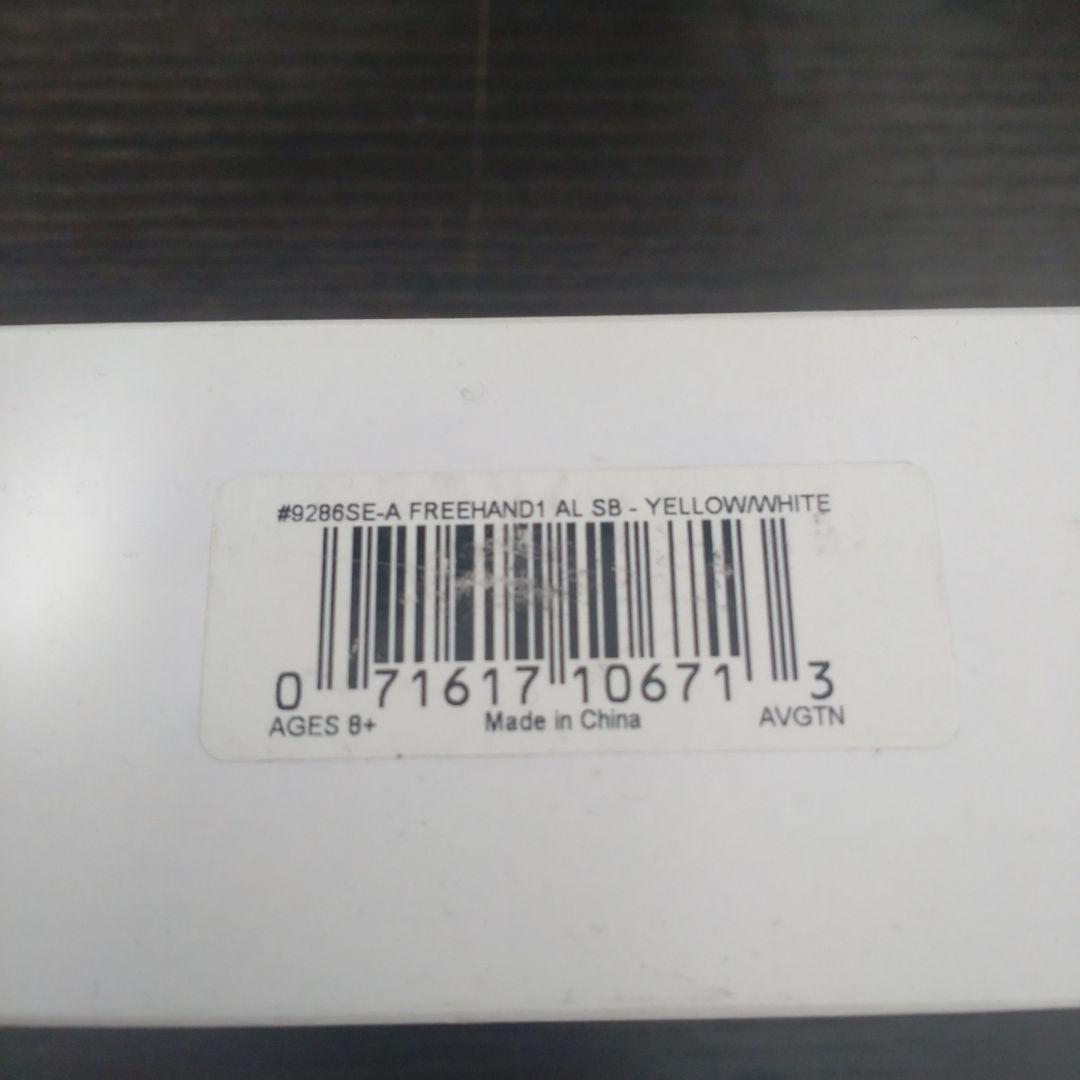 #9286SE-A FREEHAND1 AL SB - YELLOW/WHITE
0 71617 10671 3
AGES 8+ Made in China AVGTN